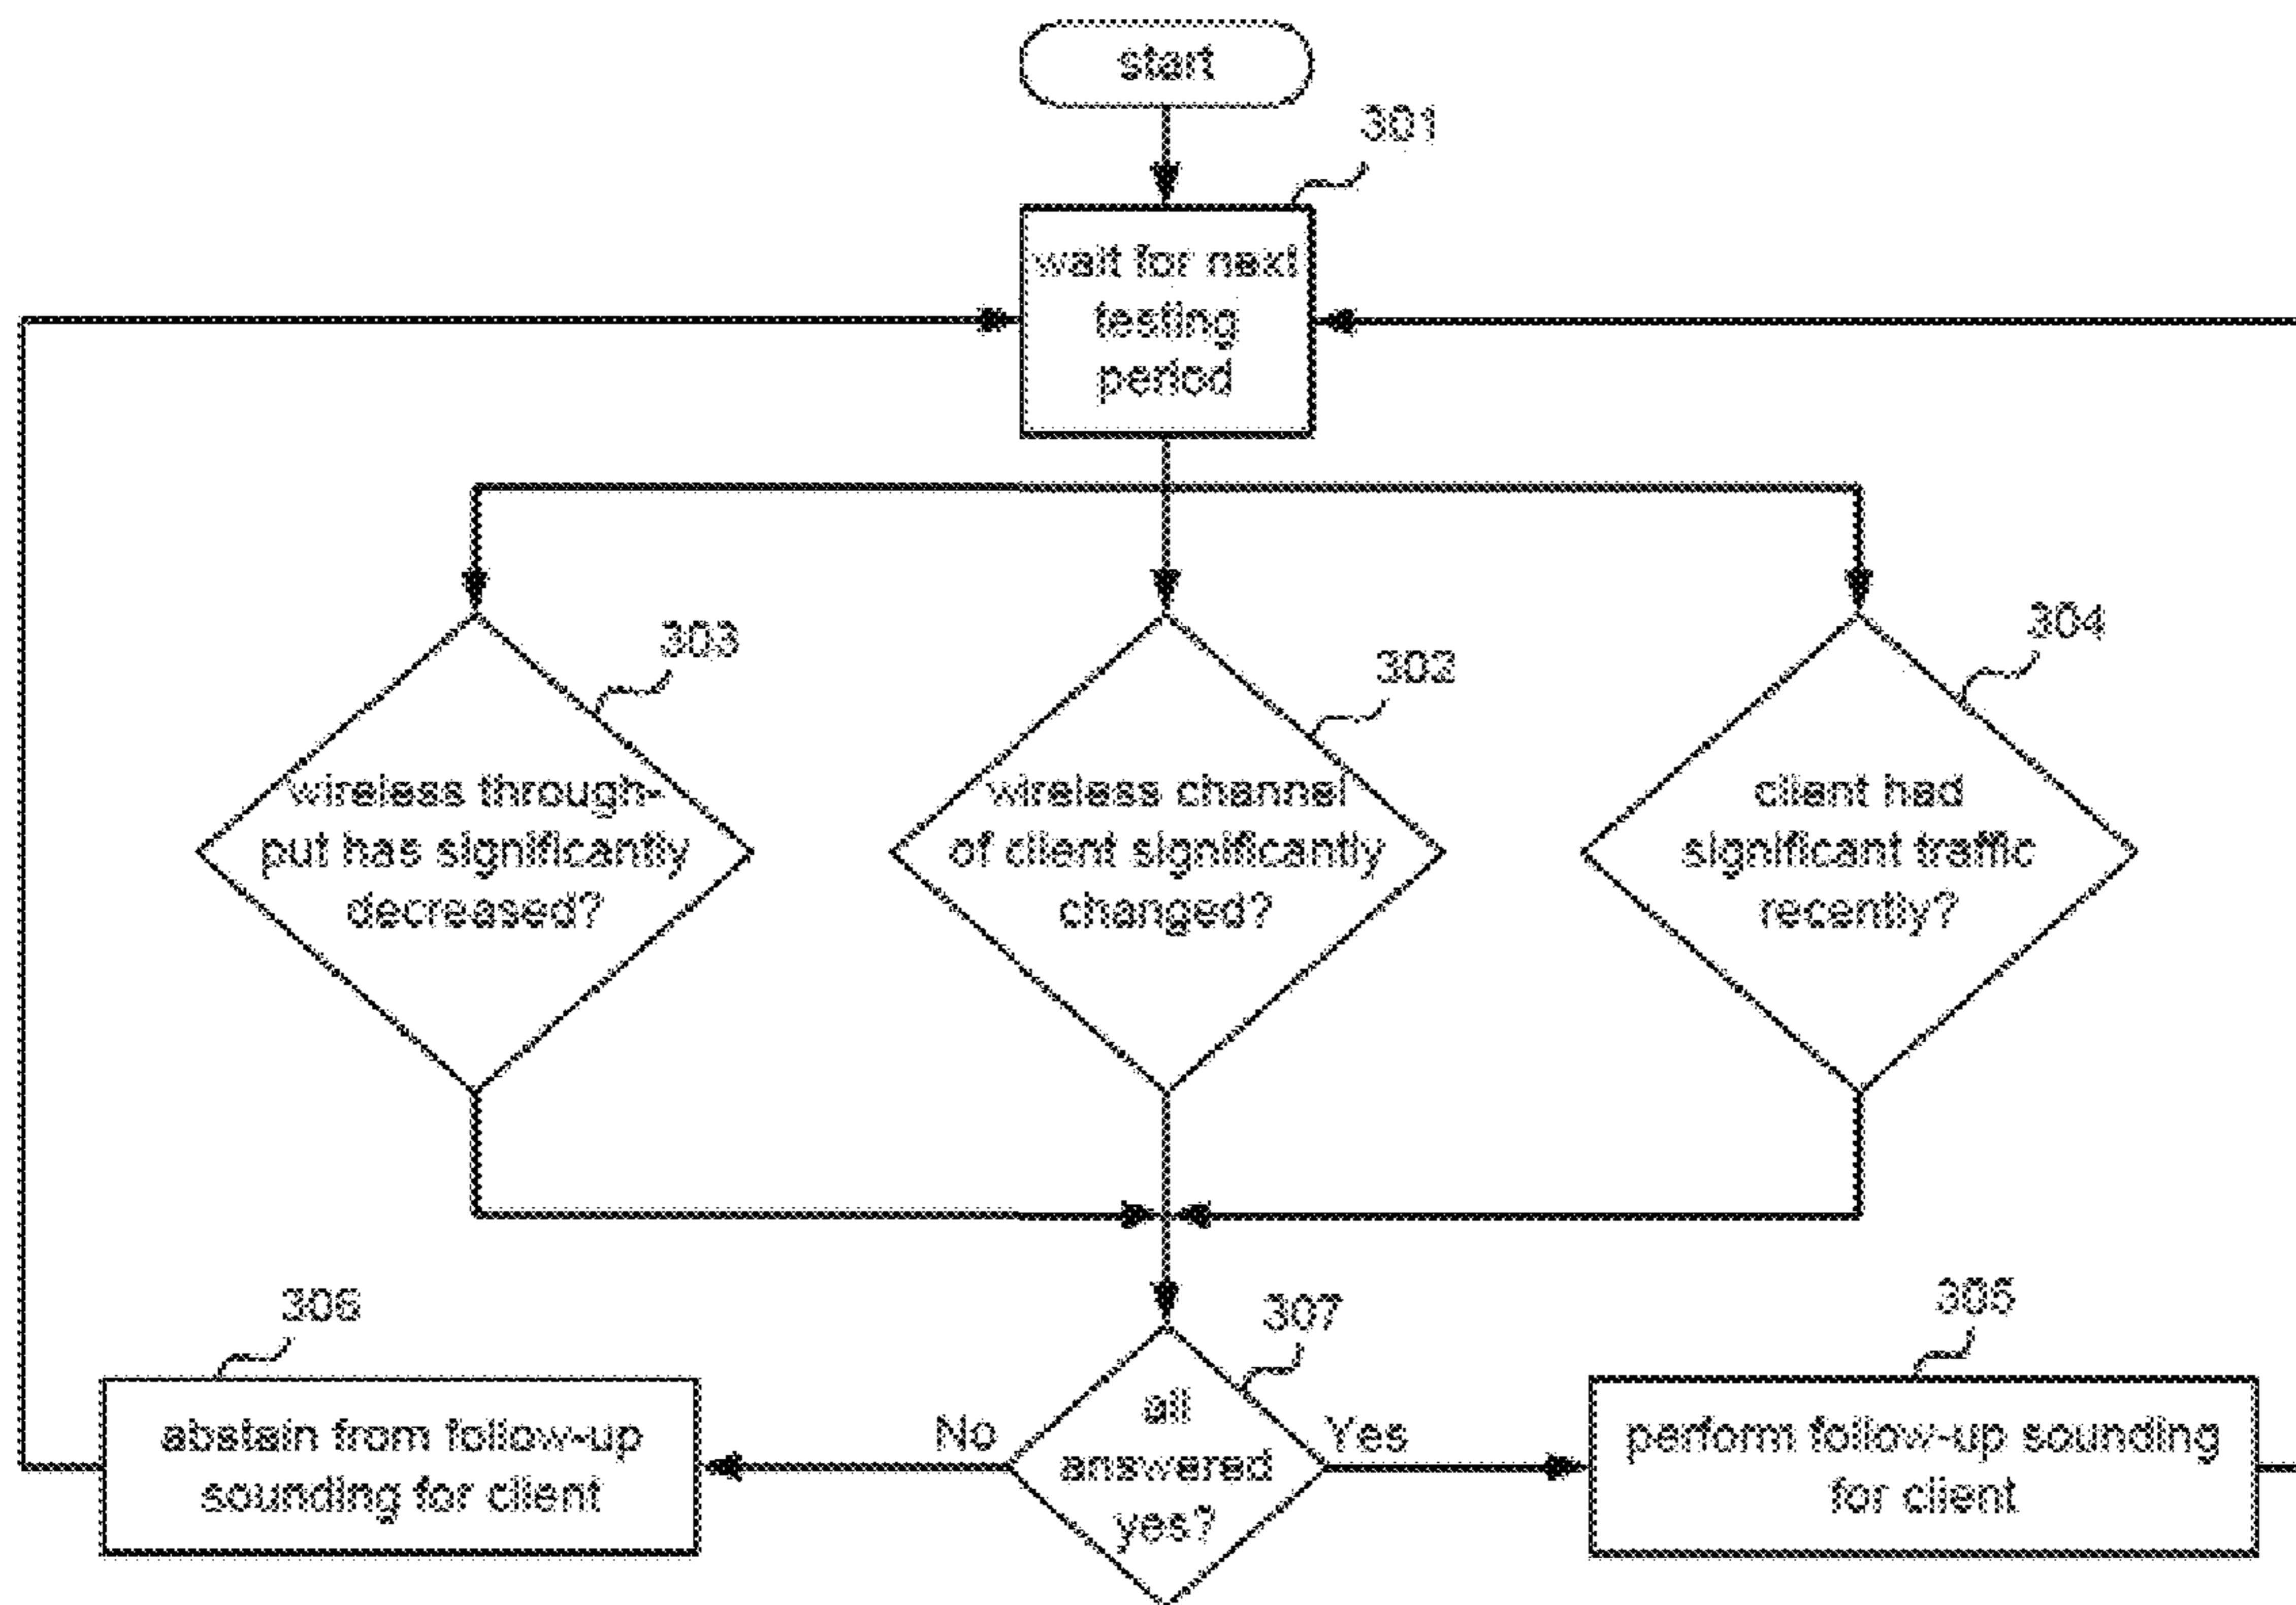 start
301
wait for next
testing
period
303
302
304
wireless through-
put has significantly
decreased?
wireless channel
of client significantly
changed?
client had
significant traffic
recently?
306
307
305
abstain from follow-up
sounding for client
No
all
answered
yes?
Yes
perform follow-up sounding
for client